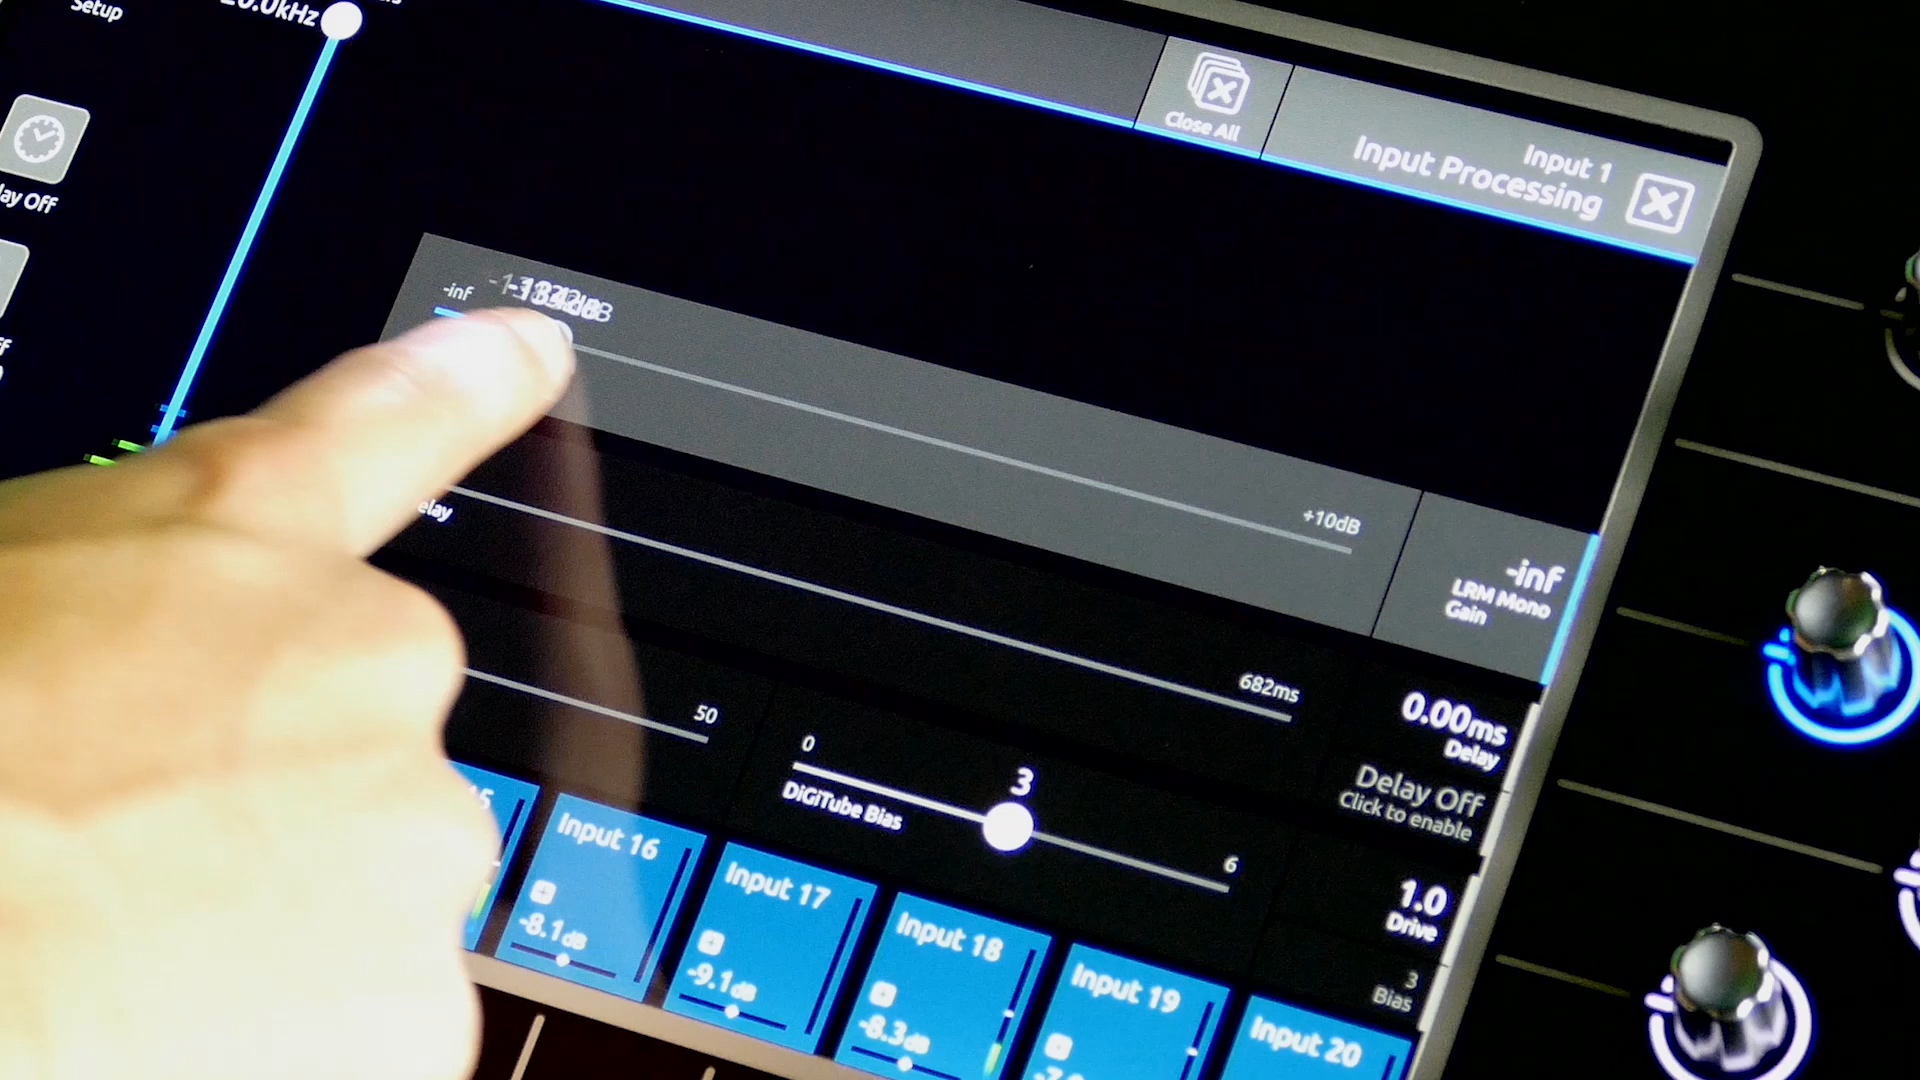 Setup
20.0kHz
Close All
Input 1
Input Processing
lay Off
-inf
+10dB
-inf
LRM Mono
Gain
elay
682ms
0.00ms
Delay
50
0
3
6
DiGiTube Bias
Delay Off
Click to enable
1.0
Drive
3
Bias
15
Input 16
-8.1dB
Input 17
-9.1dB
Input 18
-8.3dB
Input 19
Input 20